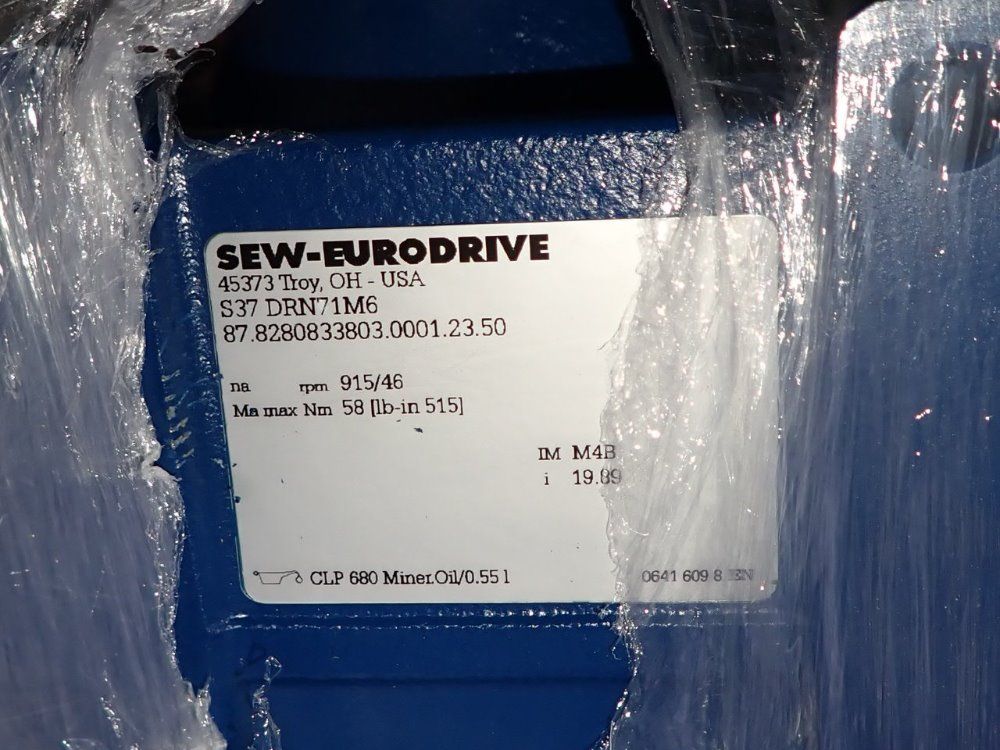 SEW-EURODRIVE
45373 Troy, OH - USA
S37 DRN71M6
87.8280833803.0001.23.50
na rpm 915/46
Ma max Nm 58 [lb-in 515]
IM M4B
i 19.89
CLP 680 Miner.Oil/0.55 l
0641 609 8 EN